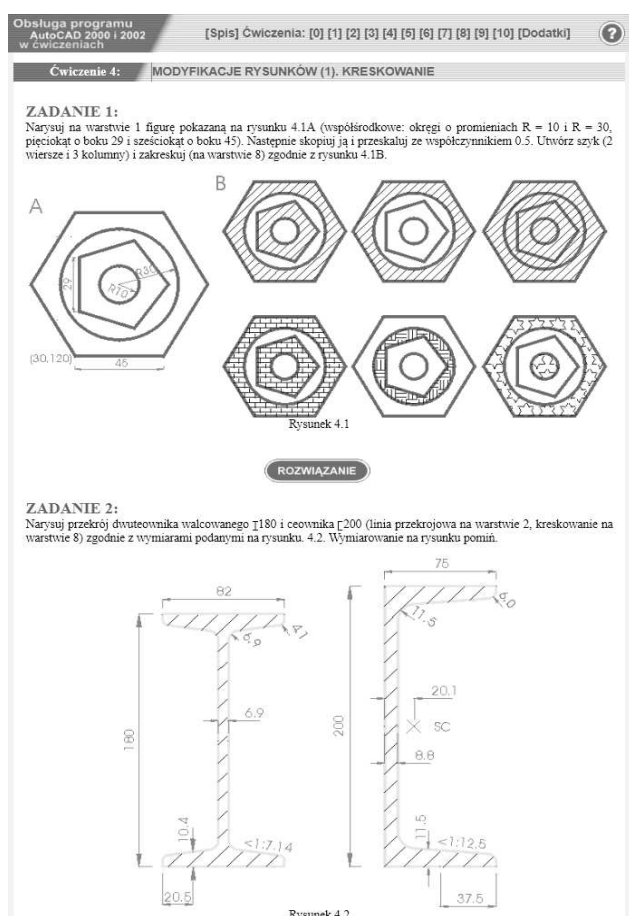 Obsługa programu
AutoCAD 2000 i 2002
w ćwiczeniach
[Spis] Ćwiczenia: [0] [1] [2] [3] [4] [5] [6] [7] [8] [9] [10] [Dodatki]
?
Ćwiczenie 4:
MODYFIKACJE RYSUNKÓW (1). KRESKOWANIE
ZADANIE 1:
Narysuj na warstwie 1 figurę pokazaną na rysunku 4.1A (współśrodkowe: okręgi o promieniach R = 10 i R = 30,
pięciokąt o boku 29 i sześciokąt o boku 45). Następnie skopiuj ją i przeskaluj ze współczynnikiem 0.5. Utwórz szyk (2
wiersze i 3 kolumny) i zakreskuj (na warstwie 8) zgodnie z rysunku 4.1B.
A
B
R30
R10
29
(30,120)
45
Rysunek 4.1
ROZWIĄZANIE
ZADANIE 2:
Narysuj przekrój dwuteownika walcowanego 180 i ceownika 200 (linia przekrojowa na warstwie 2, kreskowanie na
warstwie 8) zgodnie z wymiarami podanymi na rysunku. 4.2. Wymiarowanie na rysunku pomiń.
82
75
6.9
4.1
11.5
6.0
180
6.9
200
20.1
SC
8.8
10.4
<1:7.14
11.5
<1:12.5
20.5
37.5
Rysunek 4.2